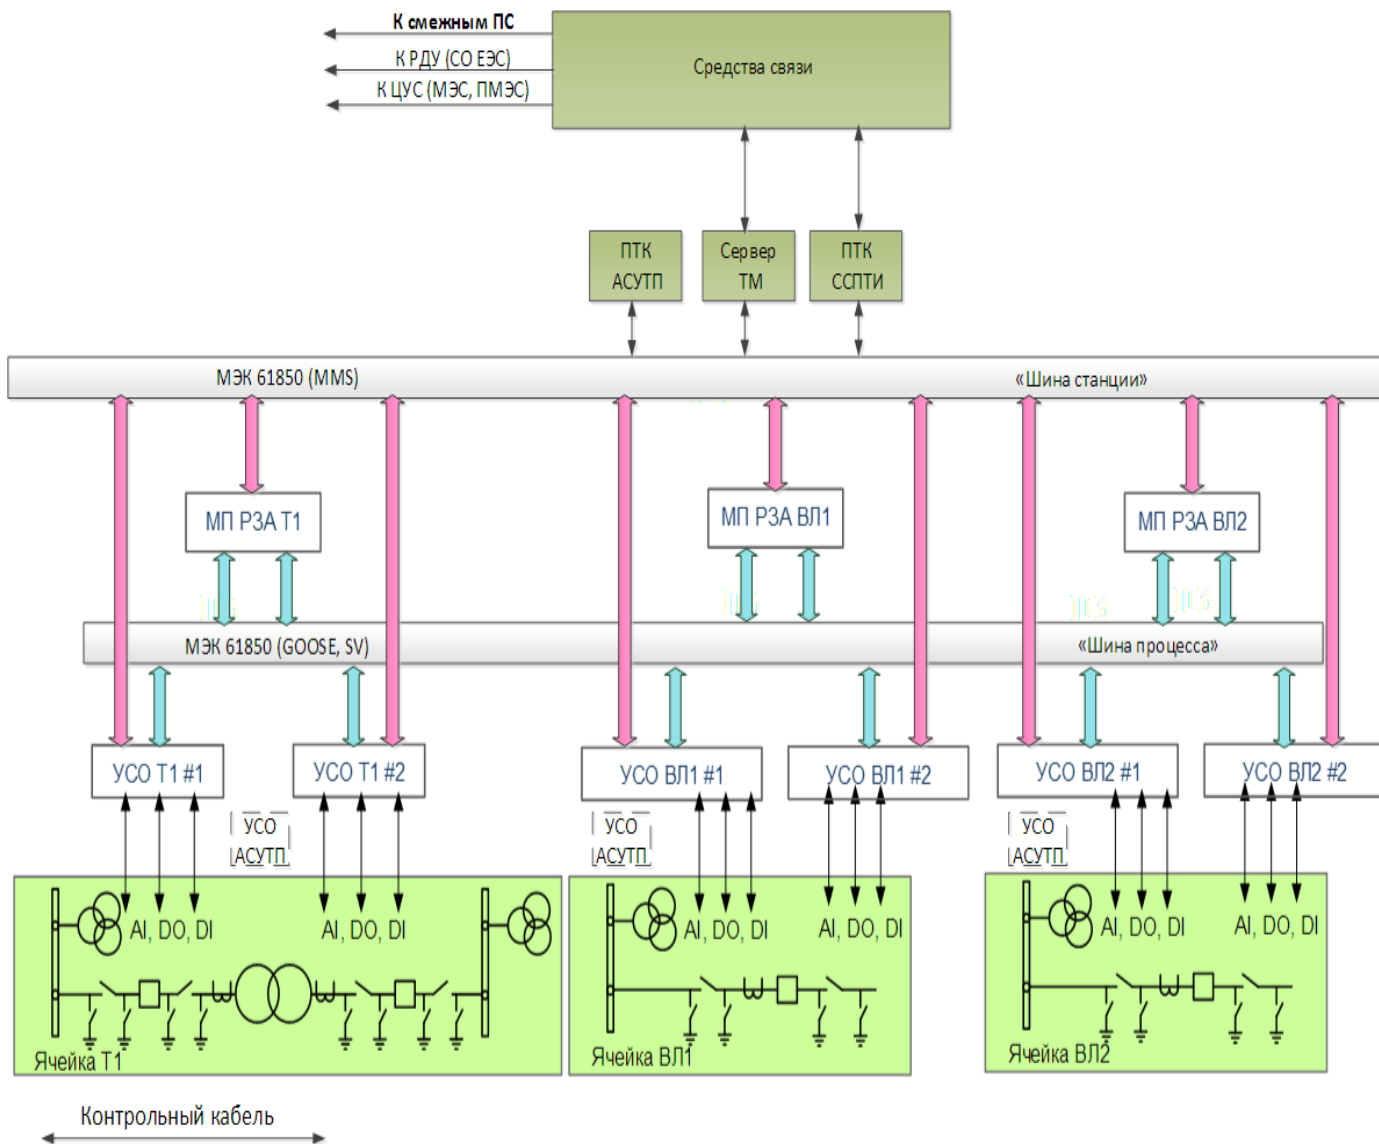 К смежным ПС
К РДУ (СО ЕЭС)
К ЦУС (МЭС, ПМЭС)
Средства связи
ПТК
АСУТП
Сервер
ТМ
ПТК
ССПТИ
МЭК 61850 (MMS)
«Шина станции»
МП РЗА Т1
МП РЗА ВЛ1
МП РЗА ВЛ2
МЭК 61850 (GOOSE, SV)
«Шина процесса»
УСО Т1 #1
УСО Т1 #2
УСО ВЛ1 #1
УСО ВЛ1 #2
УСО ВЛ2 #1
УСО ВЛ2 #2
УСО
АСУТП
УСО
АСУТП
УСО
АСУТП
AI, DO, DI
AI, DO, DI
AI, DO, DI
AI, DO, DI
AI, DO, DI
AI, DO, DI
Ячейка Т1
Ячейка ВЛ1
Ячейка ВЛ2
Контрольный кабель